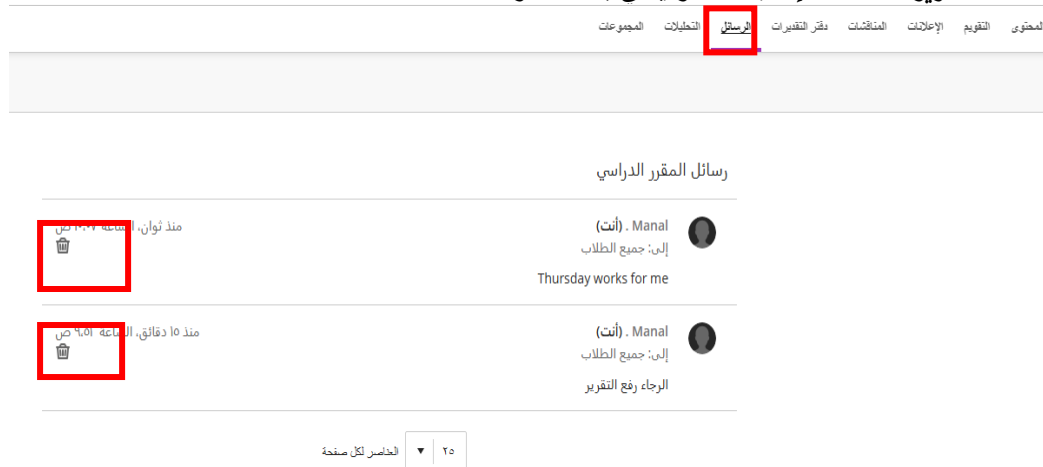 المحتوى التقويم الإعلانات المناقشات دفتر التقديرات الرسائل التحليلات المجموعات
رسائل المقرر الدراسي
Manal . (أنت)
منذ ثوان، الساعة ١٠:٠٧ ص
إلى: جميع الطلاب
Thursday works for me
Manal . (أنت)
منذ ١٥ دقائق، الساعة ٩:٥٢ ص
إلى: جميع الطلاب
الرجاء رفع التقرير
٢٥ العناصر لكل صفحة